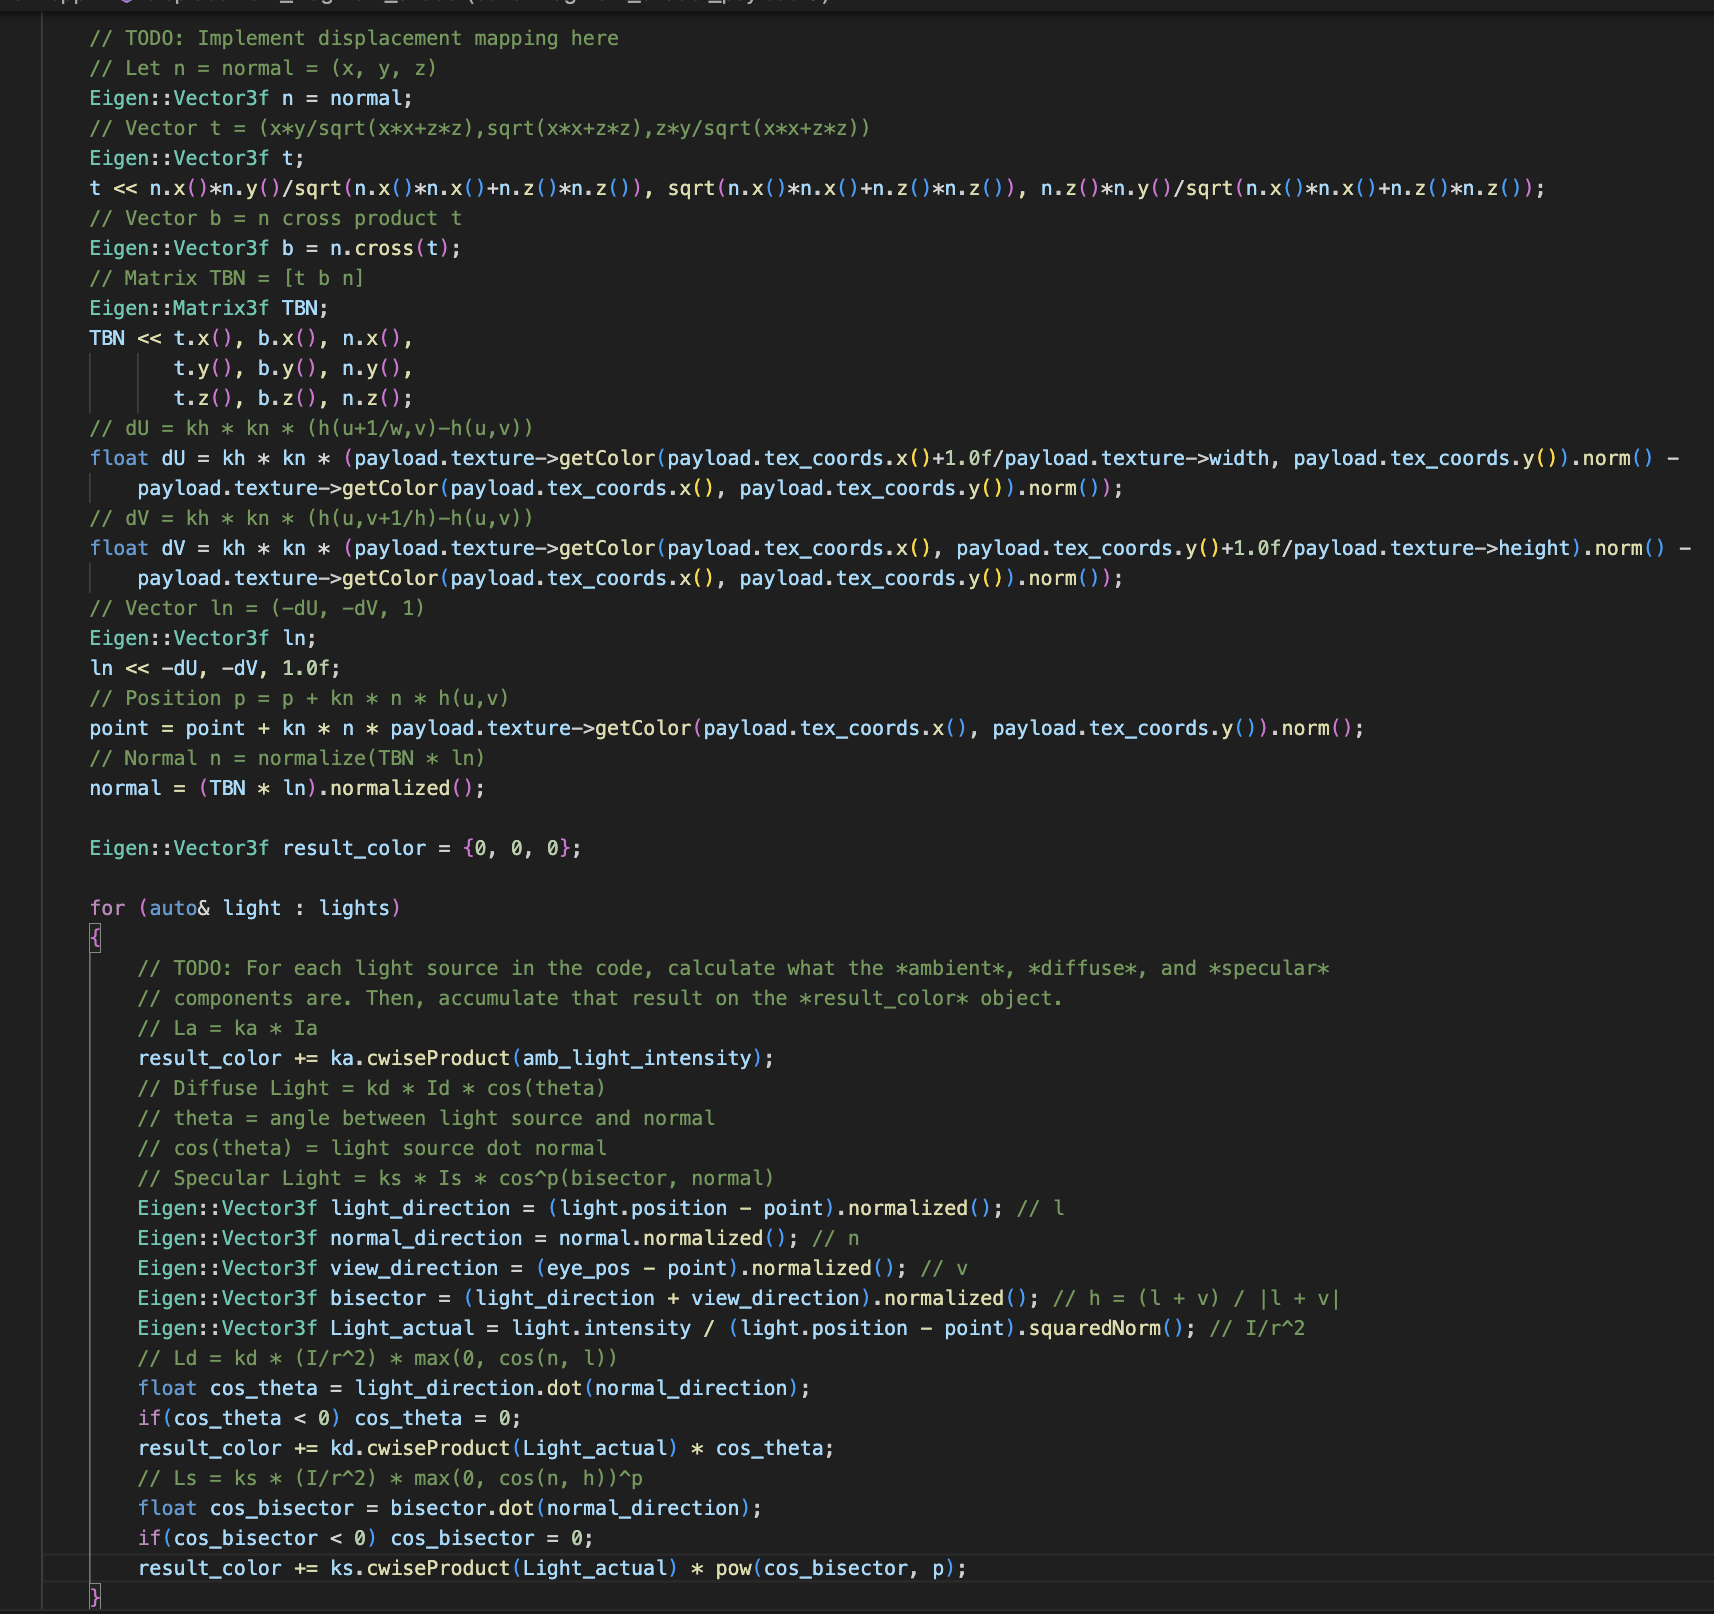 // TODO: Implement displacement mapping here
// Let n = normal = (x, y, z)
Eigen::Vector3f n = normal;
// Vector t = (x*y/sqrt(x*x+z*z),sqrt(x*x+z*z),z*y/sqrt(x*x+z*z))
Eigen::Vector3f t;
t << n.x()*n.y()/sqrt(n.x()*n.x()+n.z()*n.z()), sqrt(n.x()*n.x()+n.z()*n.z()), n.z()*n.y()/sqrt(n.x()*n.x()+n.z()*n.z());
// Vector b = n cross product t
Eigen::Vector3f b = n.cross(t);
// Matrix TBN = [t b n]
Eigen::Matrix3f TBN;
TBN << t.x(), b.x(), n.x(),
t.y(), b.y(), n.y(),
t.z(), b.z(), n.z();
// dU = kh * kn * (h(u+1/w,v)-h(u,v))
float dU = kh * kn * (payload.texture->getColor(payload.tex_coords.x()+1.0f/payload.texture->width, payload.tex_coords.y()).norm() -
payload.texture->getColor(payload.tex_coords.x(), payload.tex_coords.y()).norm());
// dV = kh * kn * (h(u,v+1/h)-h(u,v))
float dV = kh * kn * (payload.texture->getColor(payload.tex_coords.x(), payload.tex_coords.y()+1.0f/payload.texture->height).norm() -
payload.texture->getColor(payload.tex_coords.x(), payload.tex_coords.y()).norm());
// Vector ln = (-dU, -dV, 1)
Eigen::Vector3f ln;
ln << -dU, -dV, 1.0f;
// Position p = p + kn * n * h(u,v)
point = point + kn * n * payload.texture->getColor(payload.tex_coords.x(), payload.tex_coords.y()).norm();
// Normal n = normalize(TBN * ln)
normal = (TBN * ln).normalized();
Eigen::Vector3f result_color = {0, 0, 0};
for (auto& light : lights)
{
// TODO: For each light source in the code, calculate what the *ambient*, *diffuse*, and *specular*
// components are. Then, accumulate that result on the *result_color* object.
// La = ka * Ia
result_color += ka.cwiseProduct(amb_light_intensity);
// Diffuse Light = kd * Id * cos(theta)
// theta = angle between light source and normal
// cos(theta) = light source dot normal
// Specular Light = ks * Is * cos^p(bisector, normal)
Eigen::Vector3f light_direction = (light.position - point).normalized(); // l
Eigen::Vector3f normal_direction = normal.normalized(); // n
Eigen::Vector3f view_direction = (eye_pos - point).normalized(); // v
Eigen::Vector3f bisector = (light_direction + view_direction).normalized(); // h = (l + v) / |l + v|
Eigen::Vector3f Light_actual = light.intensity / (light.position - point).squaredNorm(); // I/r^2
// Ld = kd * (I/r^2) * max(0, cos(n, l))
float cos_theta = light_direction.dot(normal_direction);
if(cos_theta < 0) cos_theta = 0;
result_color += kd.cwiseProduct(Light_actual) * cos_theta;
// Ls = ks * (I/r^2) * max(0, cos(n, h))^p
float cos_bisector = bisector.dot(normal_direction);
if(cos_bisector < 0) cos_bisector = 0;
result_color += ks.cwiseProduct(Light_actual) * pow(cos_bisector, p);
}